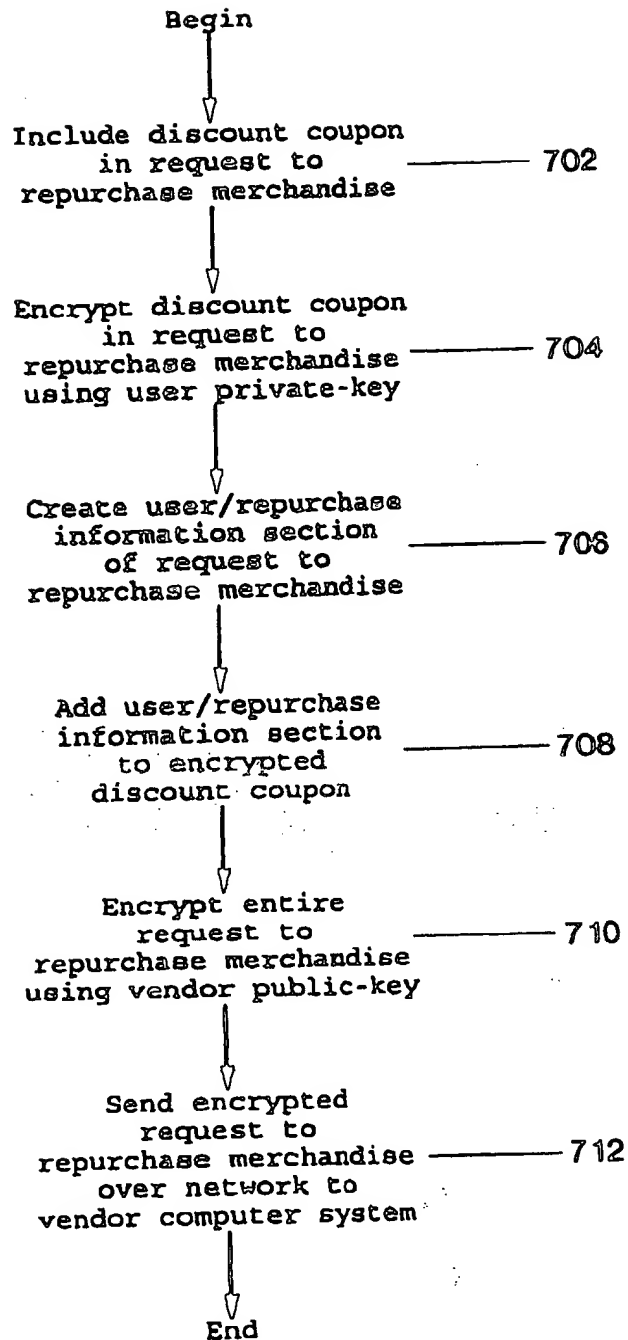 Begin
Include discount coupon
in request to
repurchase merchandise
702
Encrypt discount coupon
in request to
repurchase merchandise
using user private-key
704
Create user/repurchase
information section
of request to
repurchase merchandise
706
Add user/repurchase
information section
to encrypted
discount coupon
708
Encrypt entire
request to
repurchase merchandise
using vendor public-key
710
Send encrypted
request to
repurchase merchandise
over network to
vendor computer system
712
End